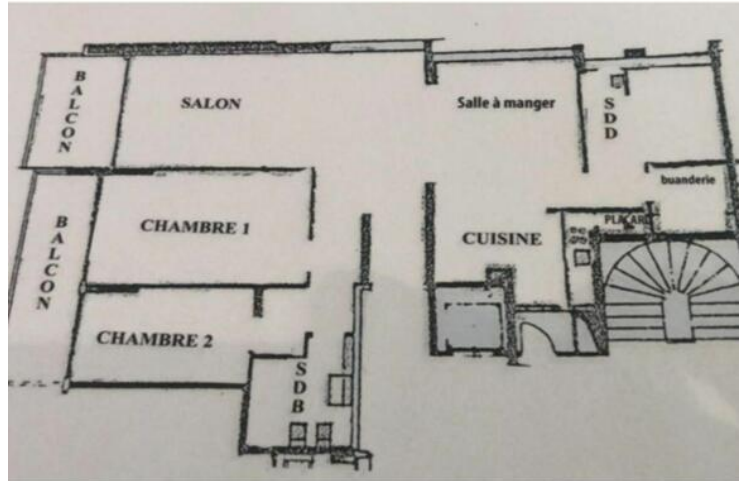 BALCON
SALON
Salle à manger
SDD
buanderie
BALCON
CHAMBRE 1
CUISINE
PLACARD
CHAMBRE 2
SDB